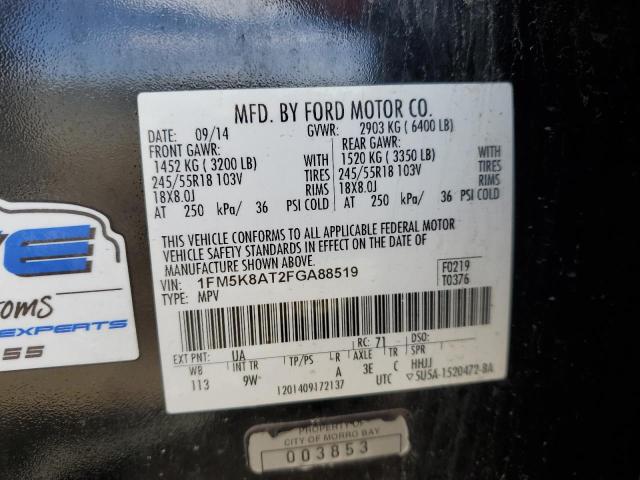 MFD. BY FORD MOTOR CO.
DATE: 09/14 GVWR: 2903 KG ( 6400 LB)
FRONT GAWR: REAR GAWR:
1452 KG ( 3200 LB) WITH 1520 KG ( 3350 LB) WITH
245/55R18 103V TIRES 245/55R18 103V TIRES
18X8.0J RIMS 18X8.0J RIMS
AT 250 kPa/ 36 PSI COLD AT 250 kPa/ 36 PSI COLD
THIS VEHICLE CONFORMS TO ALL APPLICABLE FEDERAL MOTOR
VEHICLE SAFETY STANDARDS IN EFFECT ON THE DATE OF
MANUFACTURE SHOWN ABOVE.
VIN: 1FM5K8AT2FGA88519 F0219
TYPE: MPV T0376
EXT PNT: UA RC: 71 DSO:
WB INT TR TP/PS R AXLE TR SPR
113 9W A 3E C HHJJ
1201409172137 UTC 5U5A-1520472-BA
EXPERTS
55
PROPERTY OF
CITY OF MORRO BAY
003853